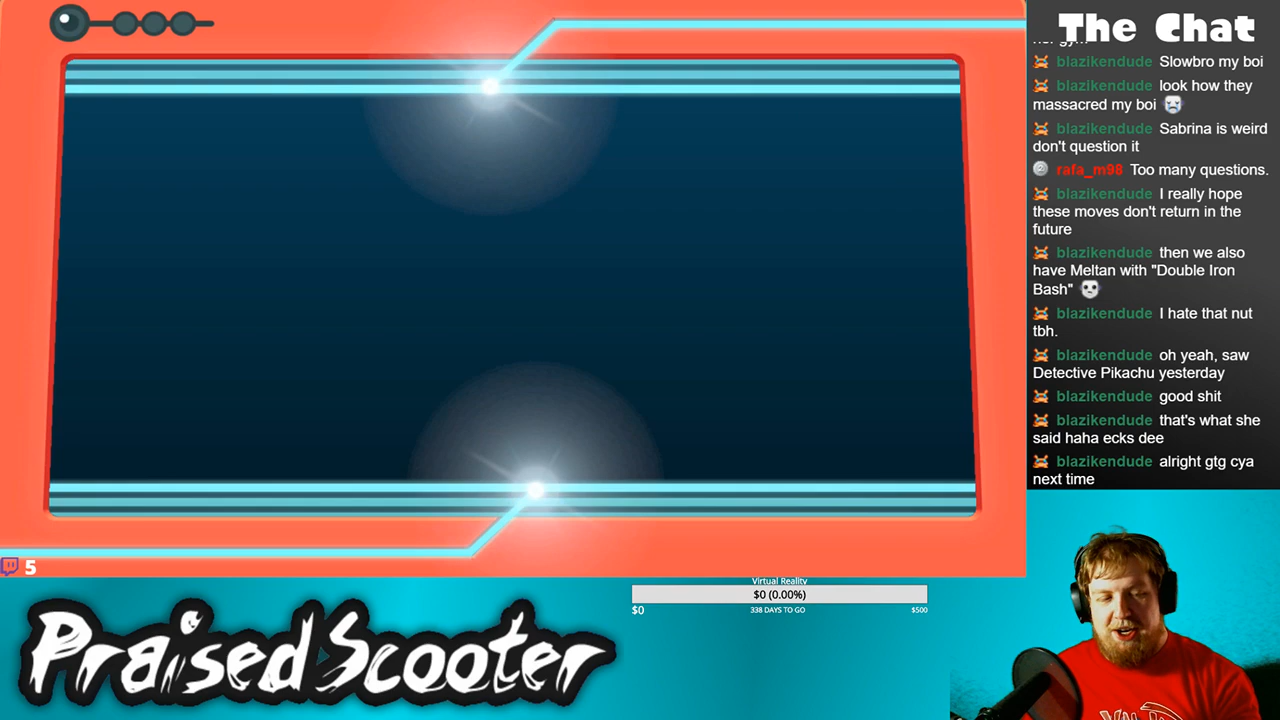 The Chat
Slowbro my boi
blazikendude Slowbro my boi
blazikendude look how they
massacred my boi
blazikendude Sabrina is weird
don't question it
rafa_m98 Too many questions.
blazikendude I really hope
these moves don't return in the
future
blazikendude then we also
have Meltan with "Double Iron
Bash"
blazikendude I hate that nut
tbh.
blazikendude oh yeah, saw
Detective Pikachu yesterday
blazikendude good shit
blazikendude that's what she
said haha ecks dee
blazikendude alright gtg cya
next time
5
Virtual Reality
$0 (0.00%)
$0 338 DAYS TO GO $500
PraisedScooter